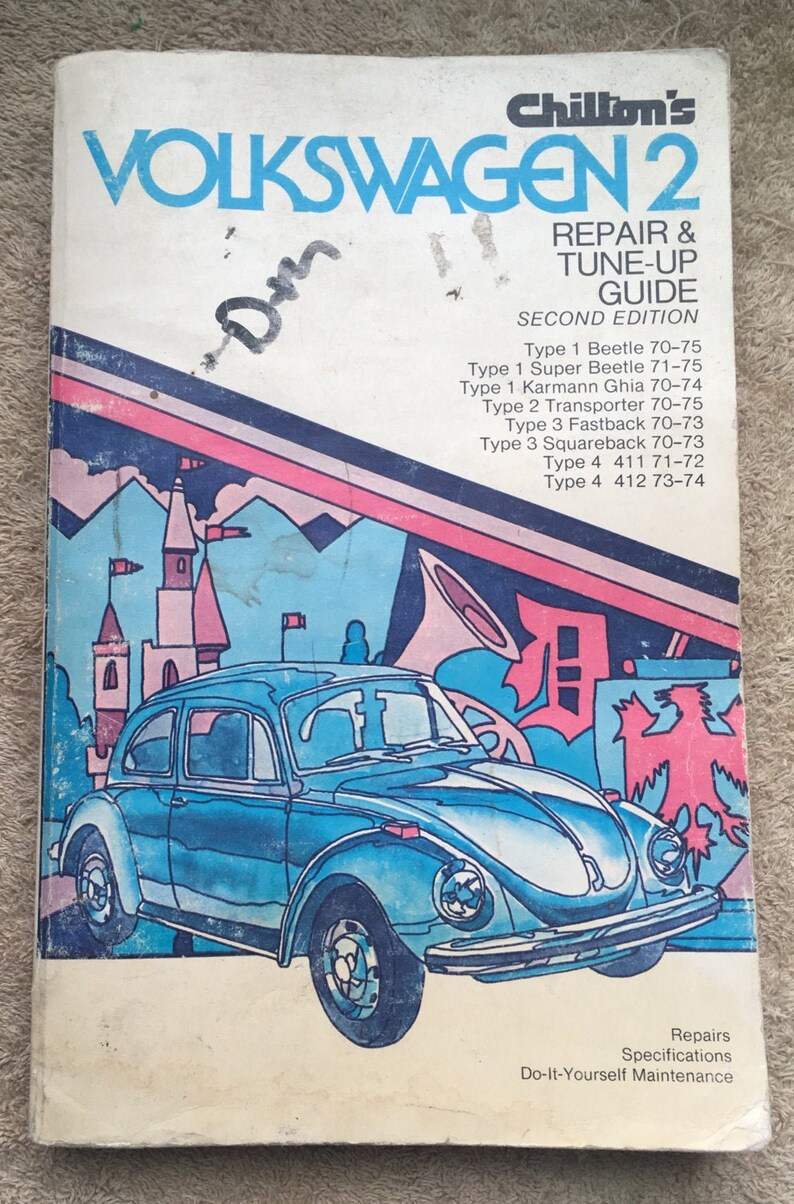 Chilton's
VOLKSWAGEN 2
REPAIR &
TUNE-UP
GUIDE
SECOND EDITION
Type 1 Beetle 70-75
Type 1 Super Beetle 71-75
Type 1 Karmann Ghia 70-74
Type 2 Transporter 70-75
Type 3 Fastback 70-73
Type 3 Squareback 70-73
Type 4 411 71-72
Type 4 412 73-74
D
Repairs
Specifications
Do-It-Yourself Maintenance